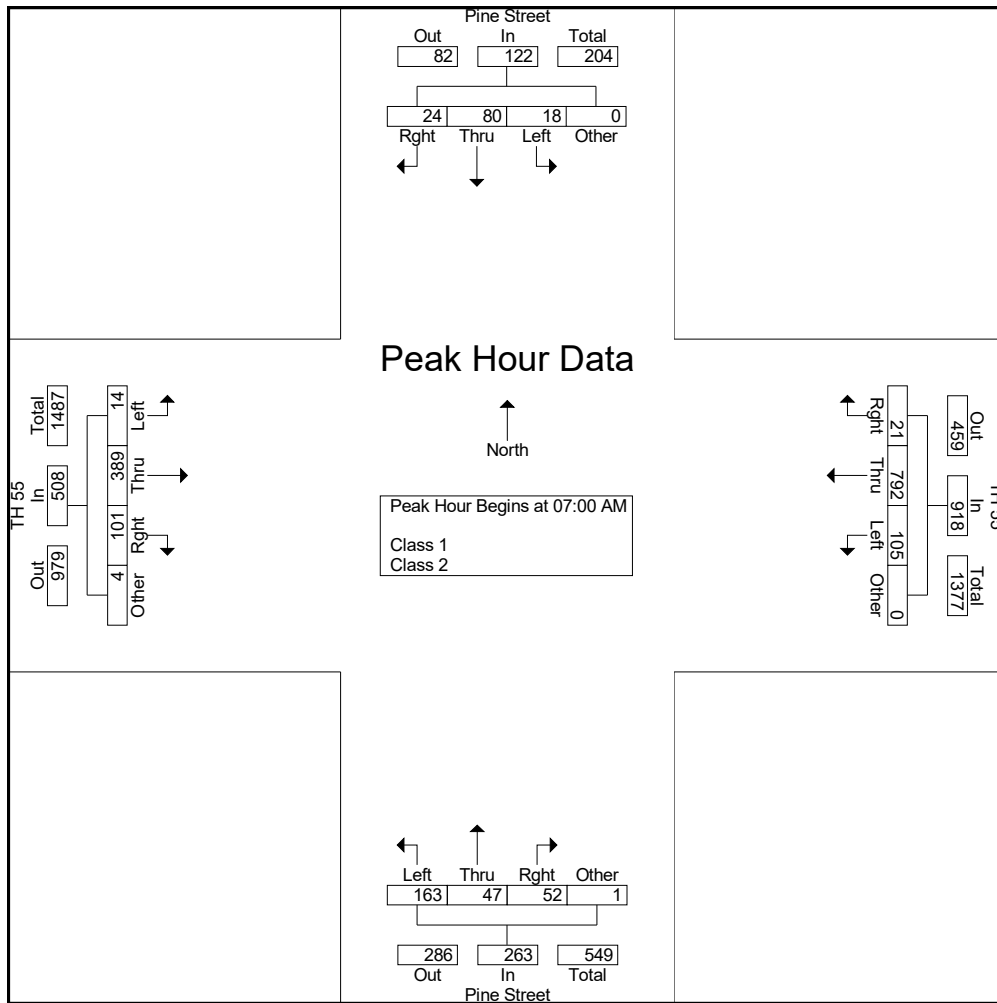 Pine Street
Out In Total
82 122 204
24 80 18 0
Rght Thru Left Other
Peak Hour Data
North
Peak Hour Begins at 07:00 AM
Class 1
Class 2
TH 55
Out In Total
979 508 1487
Left Thru Rght Other
14 389 101 4
Out In Total
459 918 1377
Rght Thru Left Other
21 792 105 0
Left Thru Rght Other
163 47 52 1
286 263 549
Out In Total
Pine Street